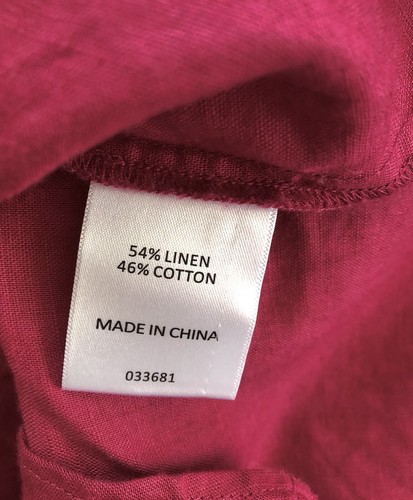 54% LINEN
46% COTTON
MADE IN CHINA
033681